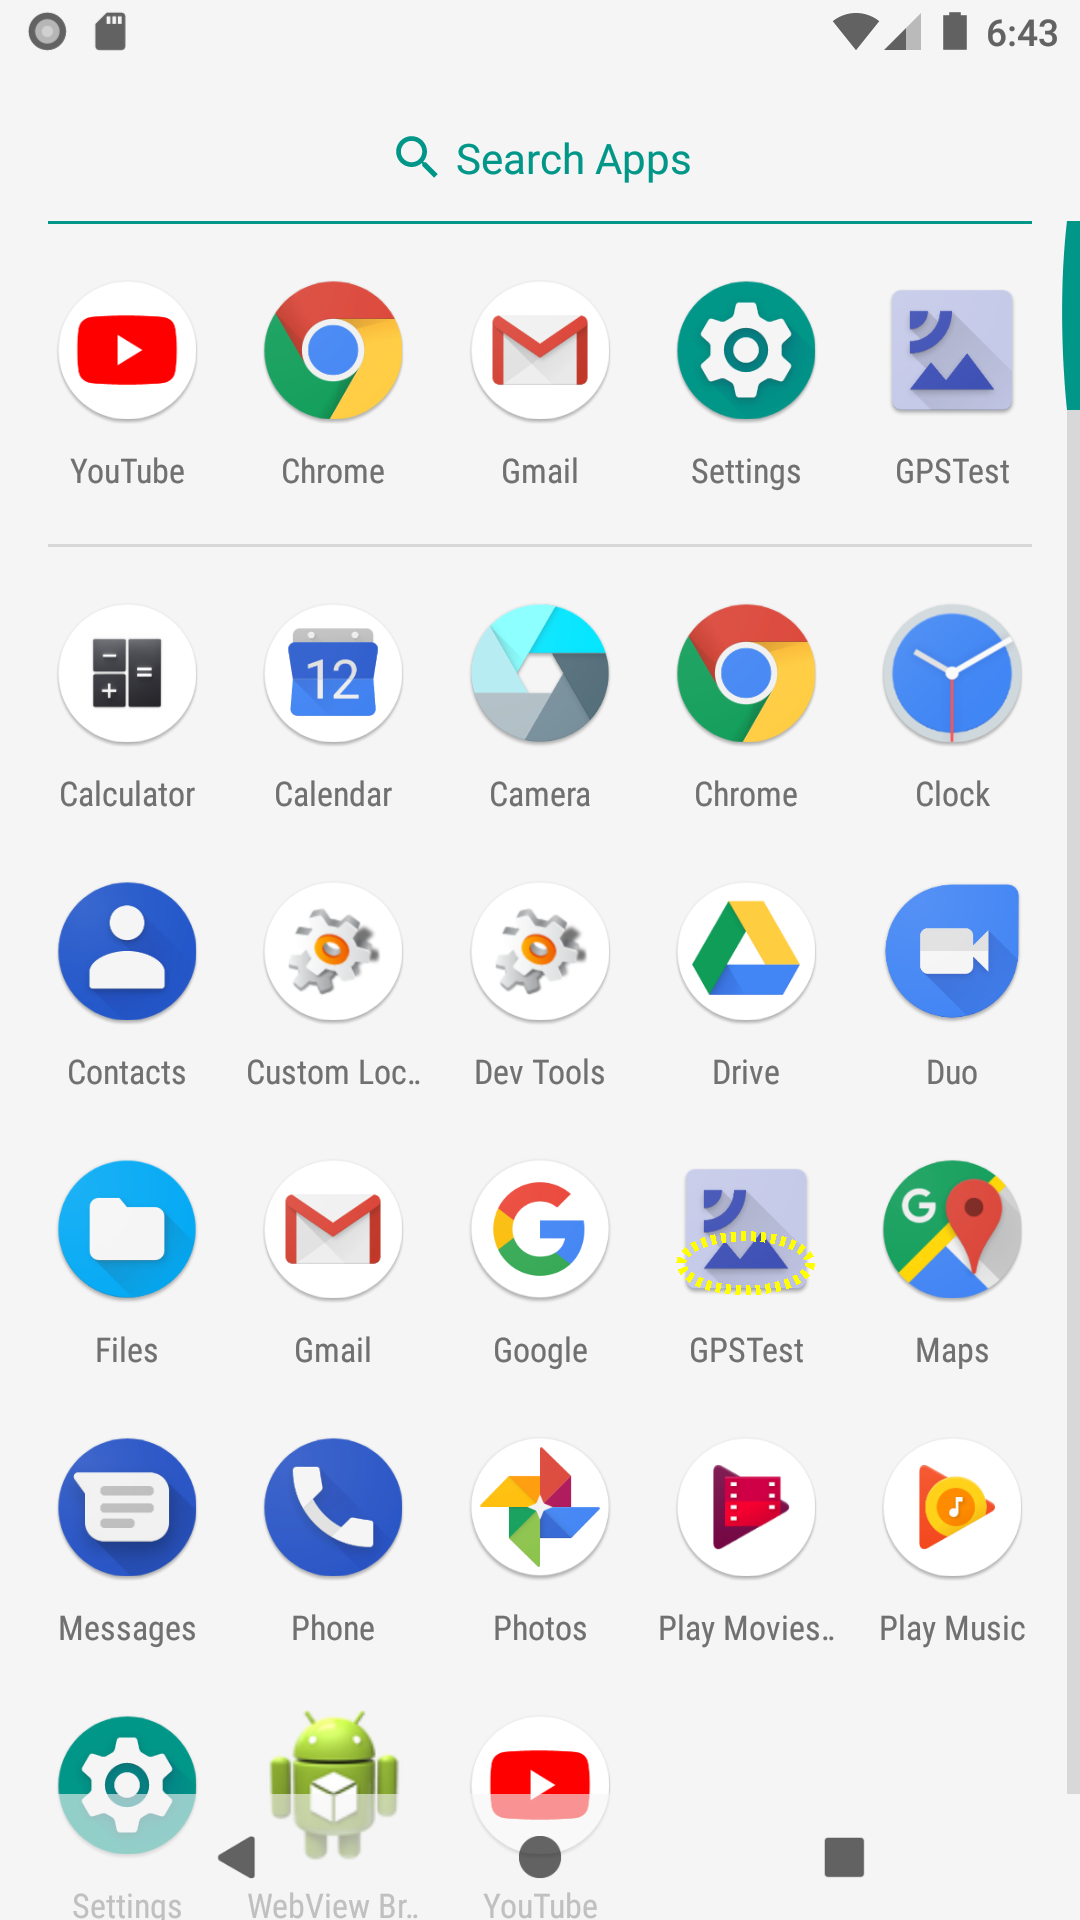 6:43
Search Apps
YouTube Chrome Gmail Settings GPSTest
12
Calculator Calendar Camera Chrome Clock
Contacts Custom Loc.. Dev Tools Drive Duo
G
G
Files Gmail Google GPSTest Maps
Messages Phone Photos Play Movies.. Play Music
Settings WebView Br.. YouTube